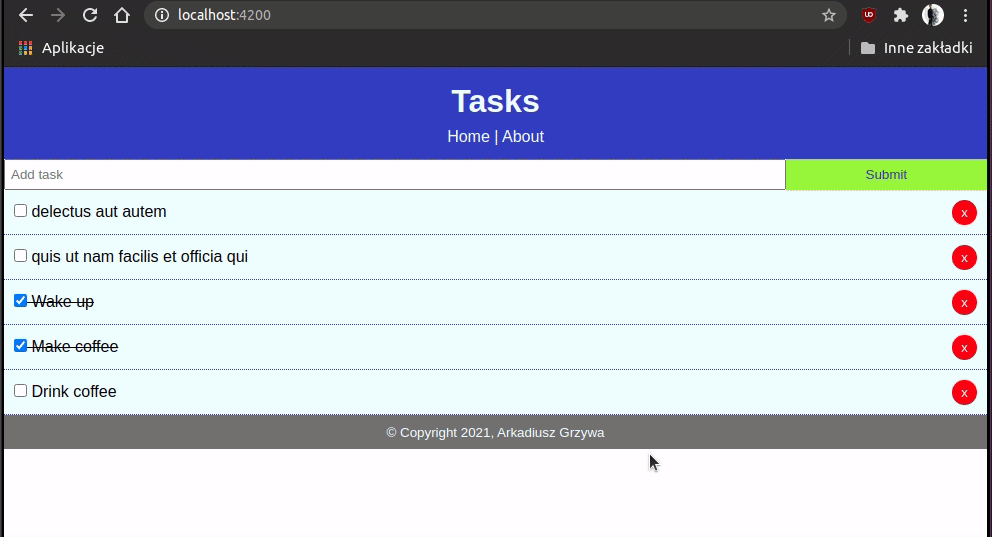 localhost:4200
Aplikacje
Inne zakładki
Tasks
Home | About
Add task
Submit
delectus aut autem
x
quis ut nam facilis et officia qui
x
Wake up
x
Make coffee
x
Drink coffee
x
© Copyright 2021, Arkadiusz Grzywa